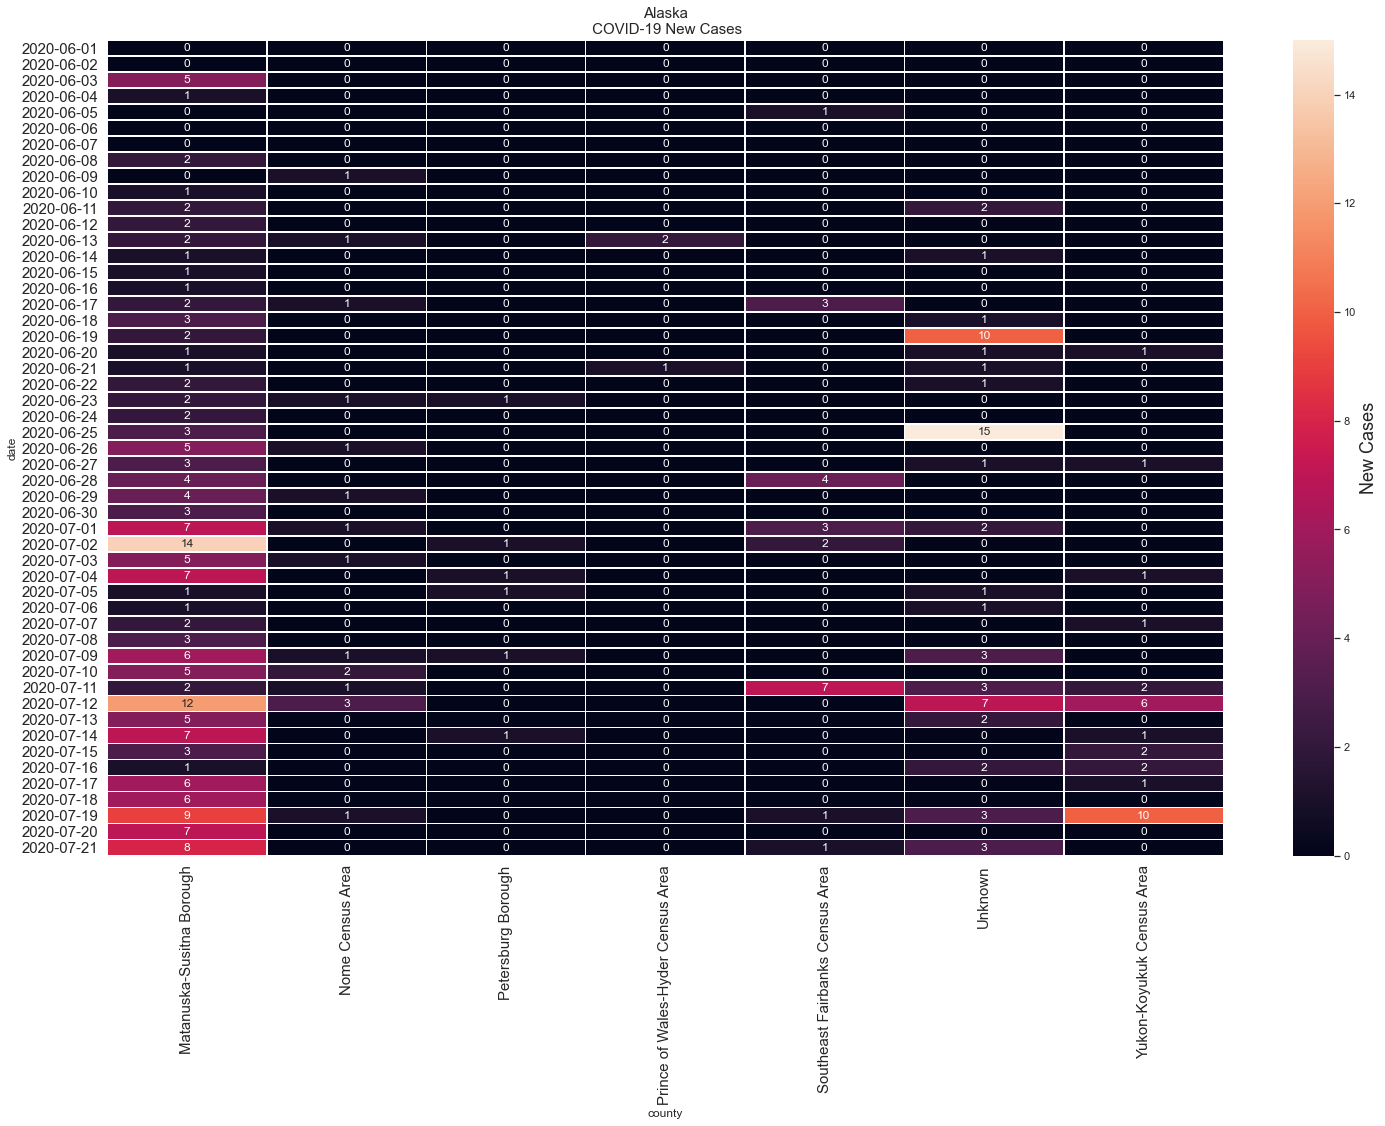 Alaska
COVID-19 New Cases
2020-06-01 0 0 0 0 0 0 0
2020-06-02 0 0 0 0 0 0 0
2020-06-03 5 0 0 0 0 0 0
2020-06-04 1 0 0 0 0 0 0
2020-06-05 0 0 0 0 1 0 0
2020-06-06 0 0 0 0 0 0 0
2020-06-07 0 0 0 0 0 0 0
2020-06-08 2 0 0 0 0 0 0
2020-06-09 0 1 0 0 0 0 0
2020-06-10 1 0 0 0 0 0 0
2020-06-11 2 0 0 0 0 2 0
2020-06-12 2 0 0 0 0 0 0
2020-06-13 2 1 0 2 0 0 0
2020-06-14 1 0 0 0 0 1 0
2020-06-15 1 0 0 0 0 0 0
2020-06-16 1 0 0 0 0 0 0
2020-06-17 2 1 0 0 3 0 0
2020-06-18 3 0 0 0 0 1 0
2020-06-19 2 0 0 0 0 10 0
2020-06-20 1 0 0 0 0 1 1
2020-06-21 1 0 0 1 0 1 0
2020-06-22 2 0 0 0 0 1 0
2020-06-23 2 1 1 0 0 0 0
2020-06-24 2 0 0 0 0 0 0
2020-06-25 3 0 0 0 0 15 0
2020-06-26 5 1 0 0 0 0 0
2020-06-27 3 0 0 0 0 1 1
2020-06-28 4 0 0 0 4 0 0
2020-06-29 4 1 0 0 0 0 0
2020-06-30 3 0 0 0 0 0 0
2020-07-01 7 1 0 0 3 2 0
2020-07-02 14 0 1 0 2 0 0
2020-07-03 5 1 0 0 0 0 0
2020-07-04 7 0 1 0 0 0 1
2020-07-05 1 0 1 0 0 1 0
2020-07-06 1 0 0 0 0 1 0
2020-07-07 2 0 0 0 0 0 1
2020-07-08 3 0 0 0 0 0 0
2020-07-09 6 1 1 0 0 3 0
2020-07-10 5 2 0 0 0 0 0
2020-07-11 2 1 0 0 7 3 2
2020-07-12 12 3 0 0 0 7 6
2020-07-13 5 0 0 0 0 2 0
2020-07-14 7 0 1 0 0 0 1
2020-07-15 3 0 0 0 0 0 2
2020-07-16 1 0 0 0 0 2 2
2020-07-17 6 0 0 0 0 0 1
2020-07-18 6 0 0 0 0 0 0
2020-07-19 9 1 0 0 1 3 10
2020-07-20 7 0 0 0 0 0 0
2020-07-21 8 0 0 0 1 3 0
date
Matanuska-Susitna Borough
Nome Census Area
Petersburg Borough
Prince of Wales-Hyder Census Area
Southeast Fairbanks Census Area
Unknown
Yukon-Koyukuk Census Area
county
14
12
10
8
6
4
2
0
New Cases